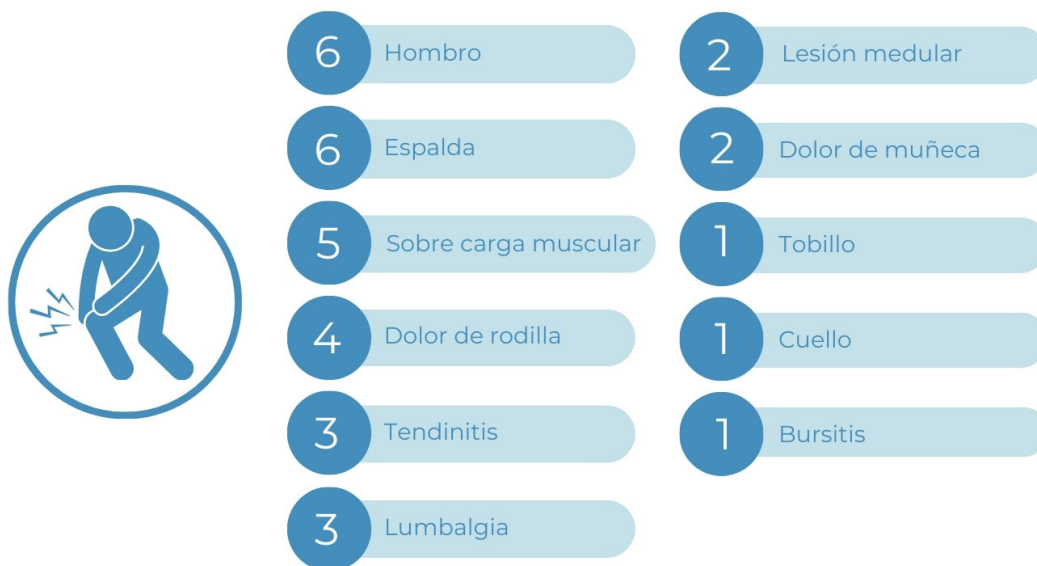 6 Hombro
6 Espalda
5 Sobre carga muscular
4 Dolor de rodilla
3 Tendinitis
3 Lumbalgia
2 Lesión medular
2 Dolor de muñeca
1 Tobillo
1 Cuello
1 Bursitis